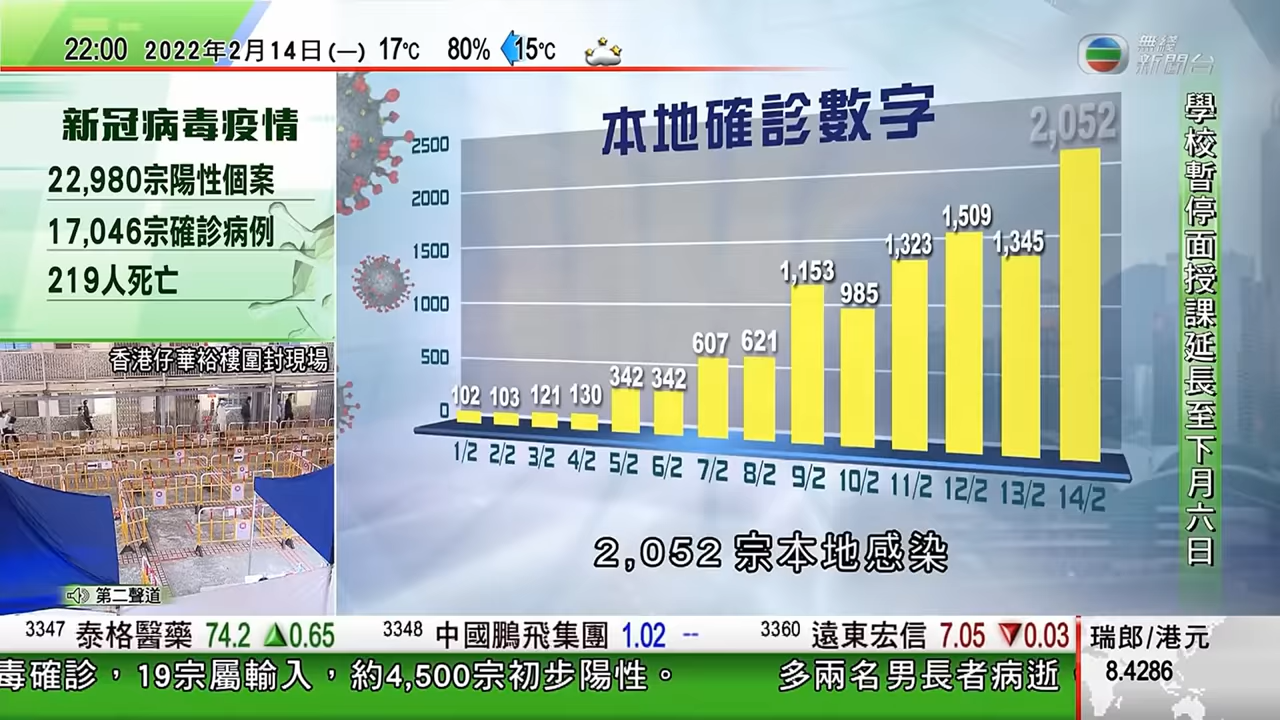 22:00 2022年2月14日(一) 17℃ 80% 15℃
無綫
新聞台
新冠病毒疫情
22,980宗陽性個案
17,046宗確診病例
219人死亡
香港仔華裕樓圍封現場
第二聲道
本地確診數字
2500
2000
1500
1000
500
0
102 103 121 130 342 342 607 621 1,153 985 1,323 1,509 1,345 2,052
1/2 2/2 3/2 4/2 5/2 6/2 7/2 8/2 9/2 10/2 11/2 12/2 13/2 14/2
2,052宗本地感染
學校暫停面授課延長至下月六日
3347 泰格醫藥 74.2 ▲0.65 3348 中國鵬飛集團 1.02 -- 3360 遠東宏信 7.05 ▼0.03
瑞郎/港元
8.4286
毒確診，19宗屬輸入，約4,500宗初步陽性。 多兩名男長者病逝